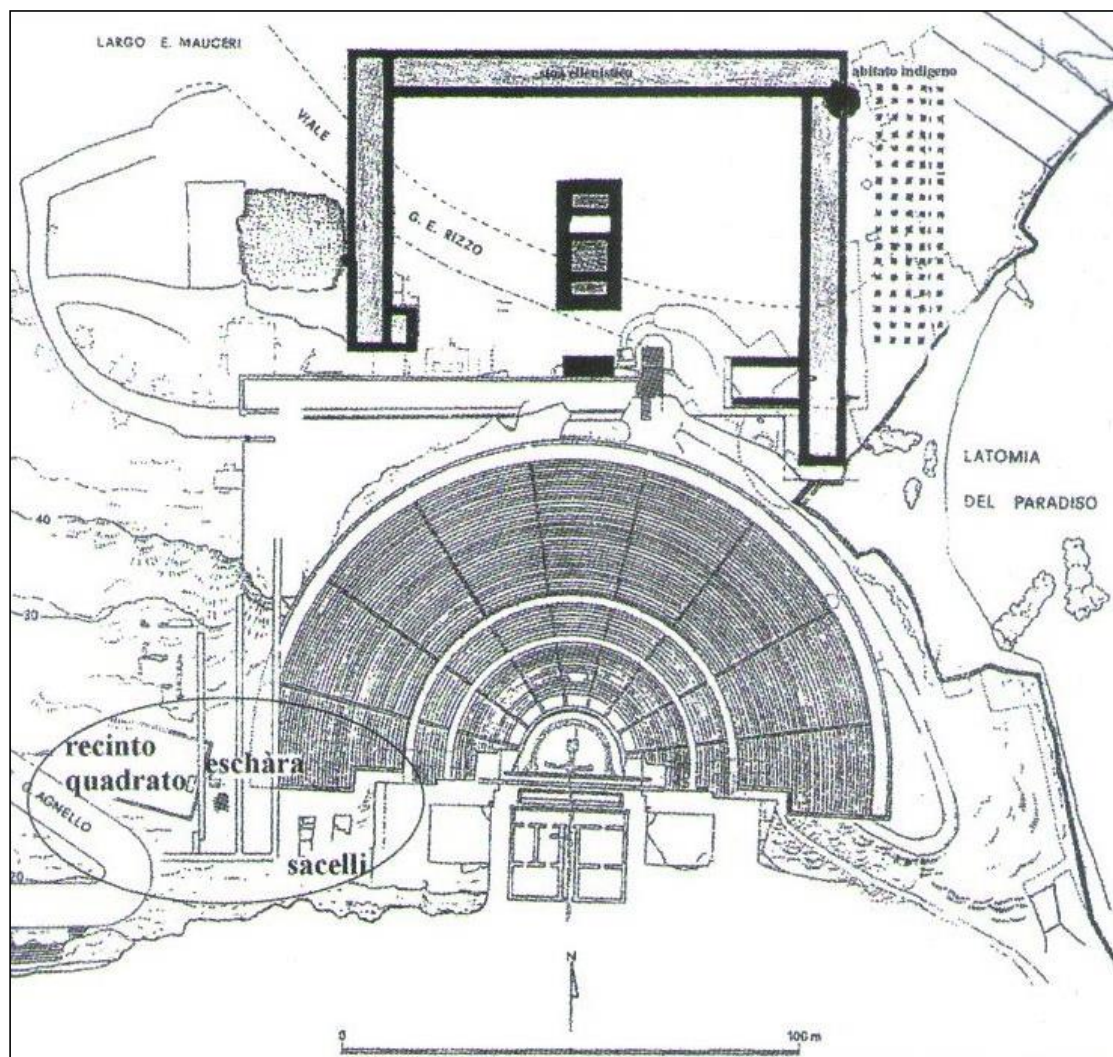 LARGO E. MAUCERI
stoà ellenistica
abitato indigeno
VIALE
G. E. RIZZO
LATOMIA
DEL PARADISO
40
30
recinto
quadrato
eschàra
G. AGNELLO
sacelli
20
N
0
100 m